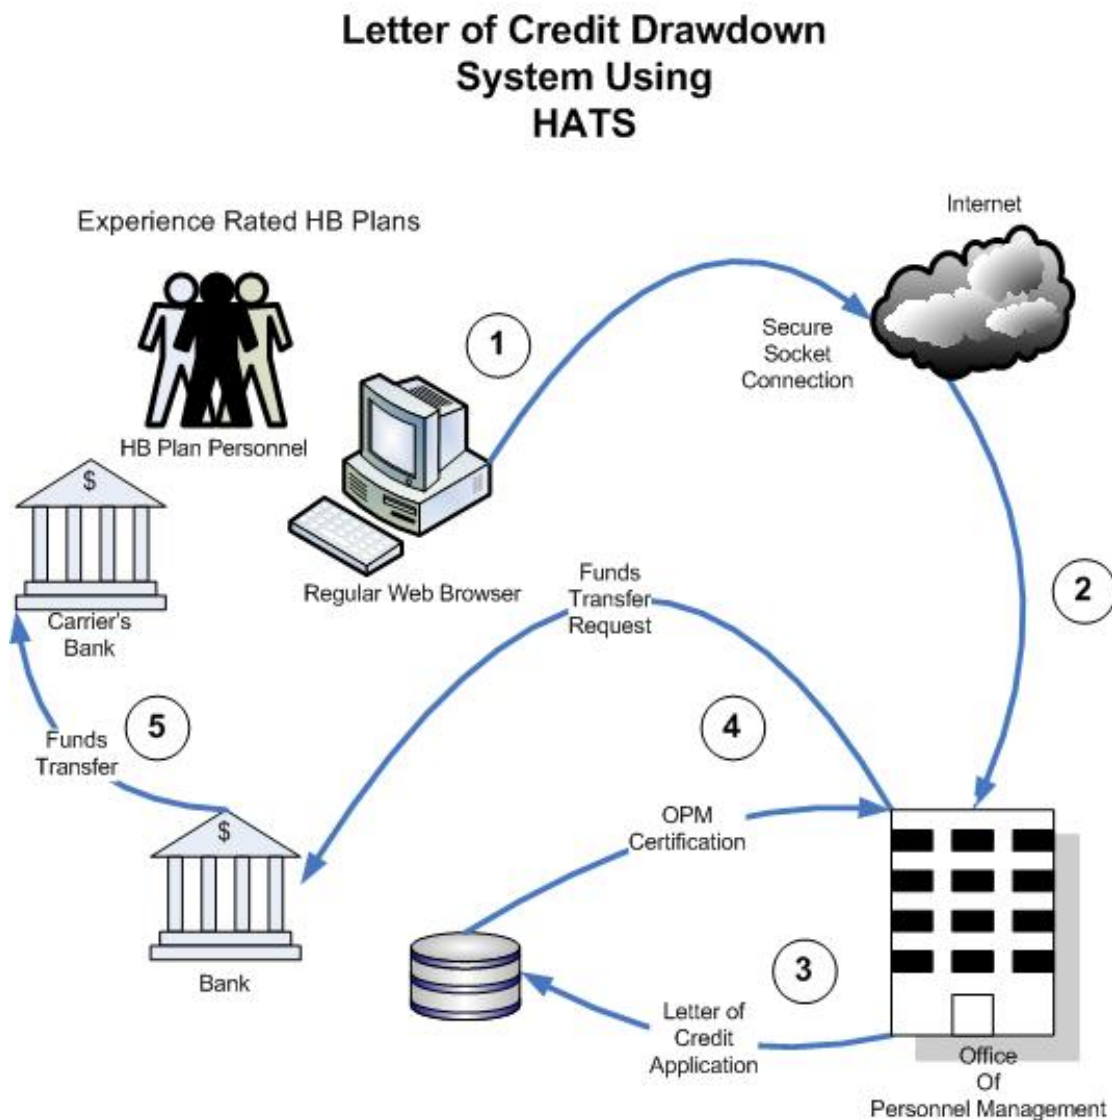 Letter of Credit Drawdown
System Using
HATS
Experience Rated HB Plans
Internet
HB Plan Personnel
1
Secure
Socket
Connection
$
Carrier's
Bank
Regular Web Browser
Funds
Transfer
Request
2
5
Funds
Transfer
4
OPM
Certification
$
Bank
3
Letter of
Credit
Application
Office
Of
Personnel Management